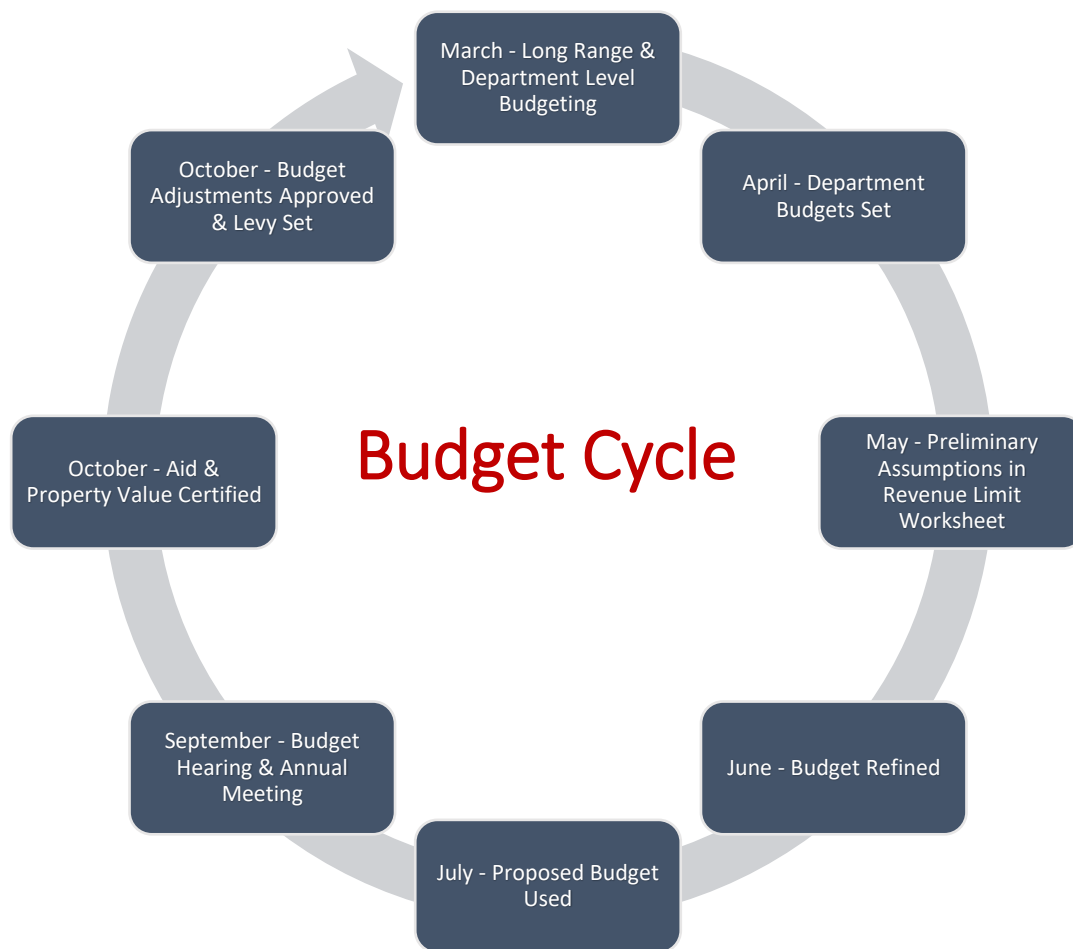 March - Long Range &
Department Level
Budgeting
April - Department
Budgets Set
May - Preliminary
Assumptions in
Revenue Limit
Worksheet
June - Budget Refined
July - Proposed Budget
Used
September - Budget
Hearing & Annual
Meeting
October - Aid &
Property Value Certified
October - Budget
Adjustments Approved
& Levy Set
Budget Cycle